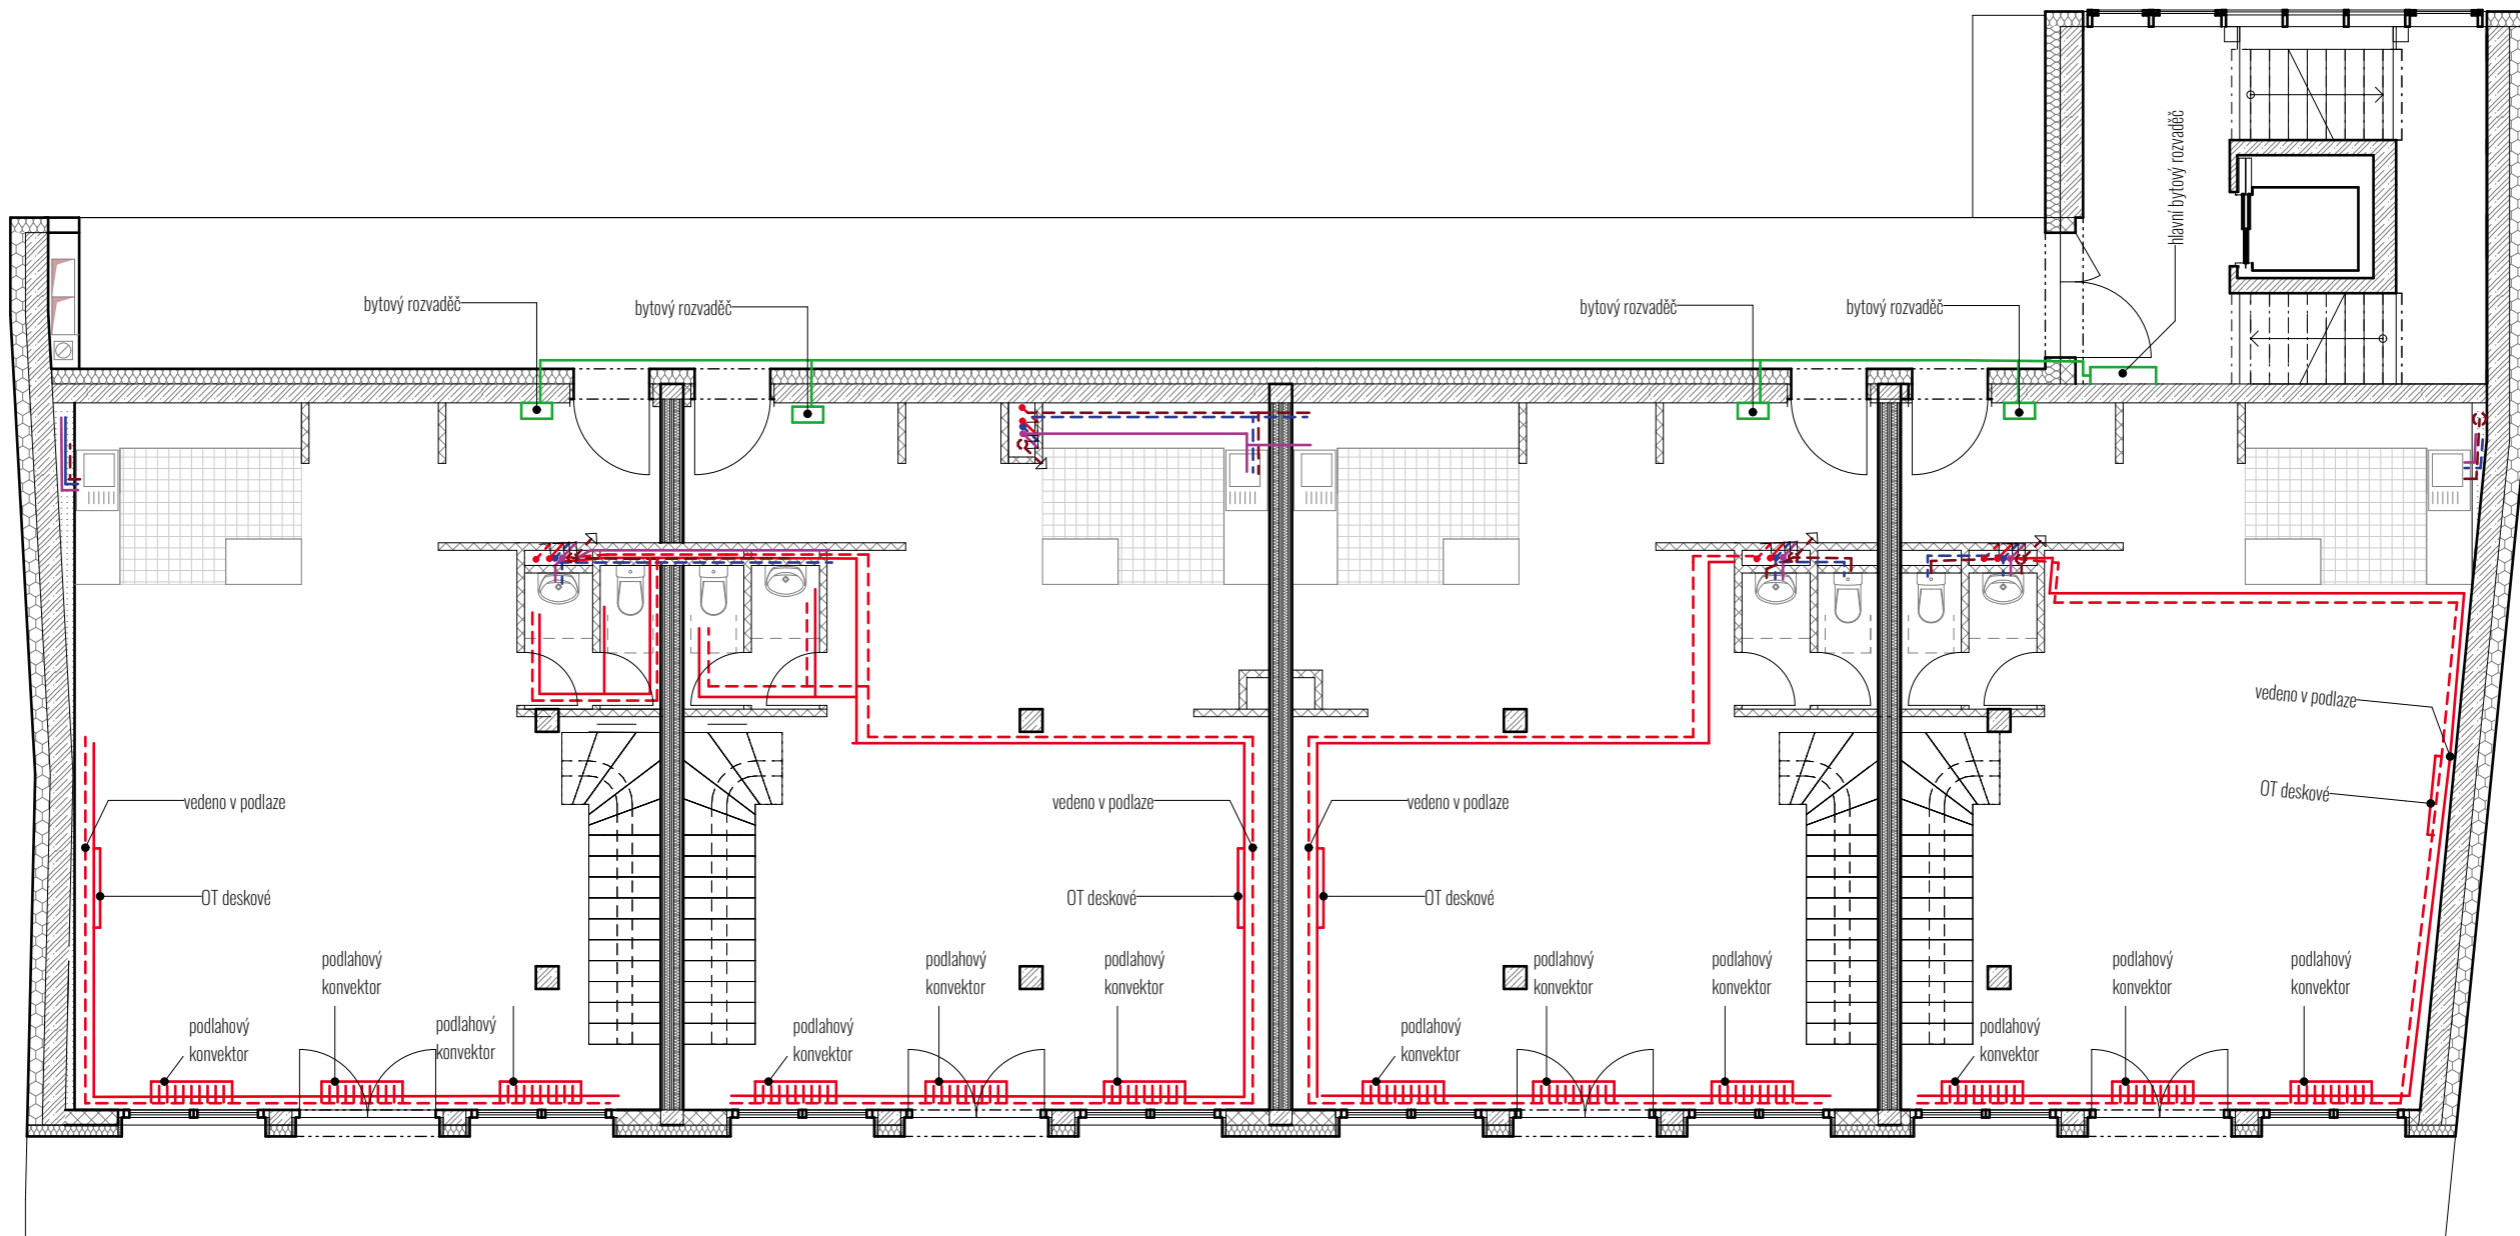 hlavní bytový rozvaděč
bytový rozvaděč
bytový rozvaděč
bytový rozvaděč
bytový rozvaděč
vedeno v podlaze
OT deskové
vedeno v podlaze
vedeno v podlaze
vedeno v podlaze
OT deskové
OT deskové
OT deskové
podlahový
konvektor
podlahový
konvektor
podlahový
konvektor
podlahový
konvektor
podlahový
konvektor
podlahový
konvektor
podlahový
konvektor
podlahový
konvektor
podlahový
konvektor
podlahový
konvektor
podlahový
konvektor
podlahový
konvektor